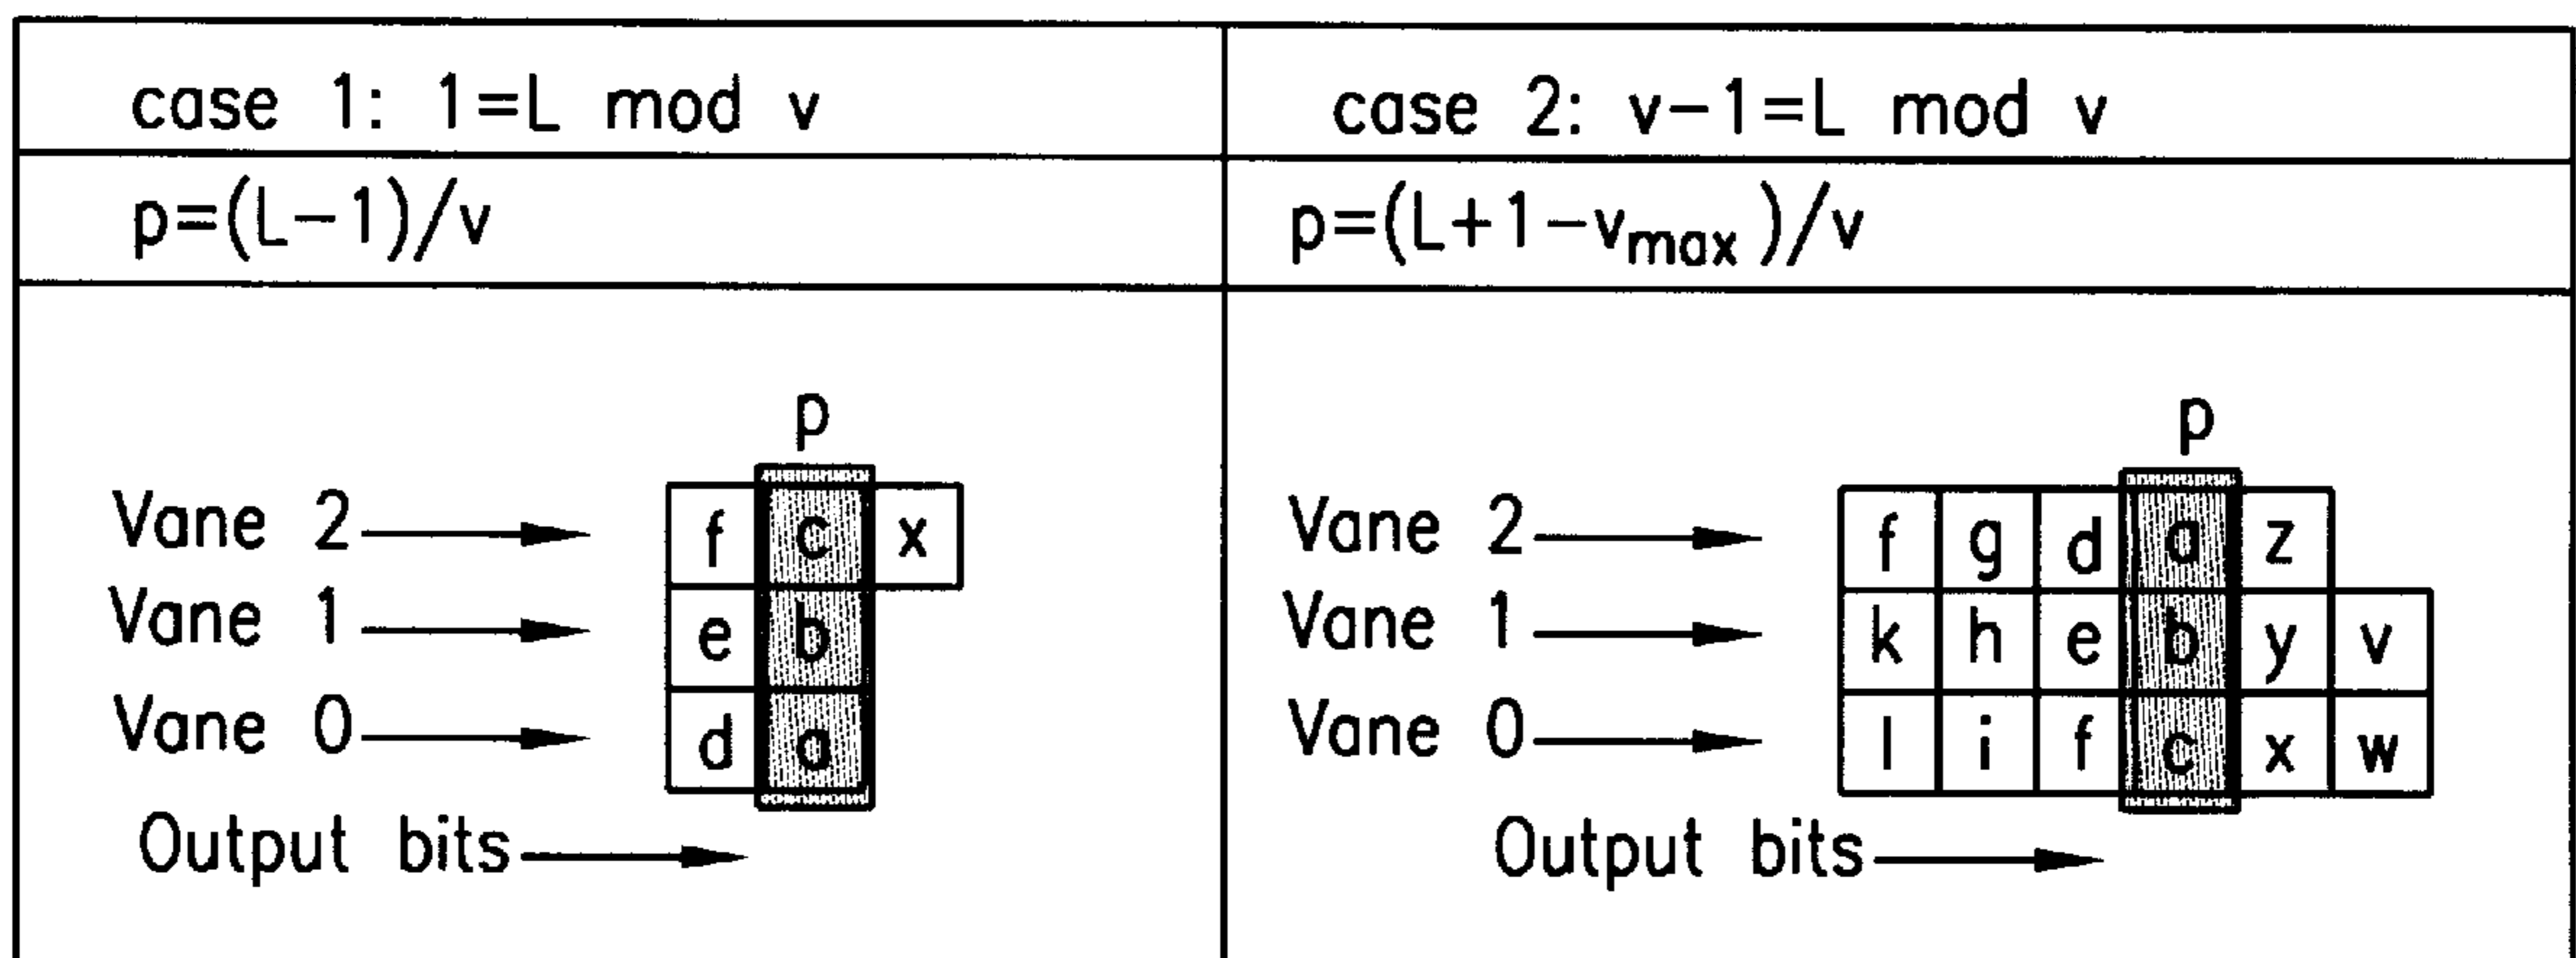 case 1: 1=L mod v
p=(L-1)/v
p
Vane 2 f c x
Vane 1 e b
Vane 0 d a
Output bits
case 2: v-1=L mod v
p=(L+1-vmax)/v
p
Vane 2 f g d a z
Vane 1 k h e b y v
Vane 0 l i f c x w
Output bits